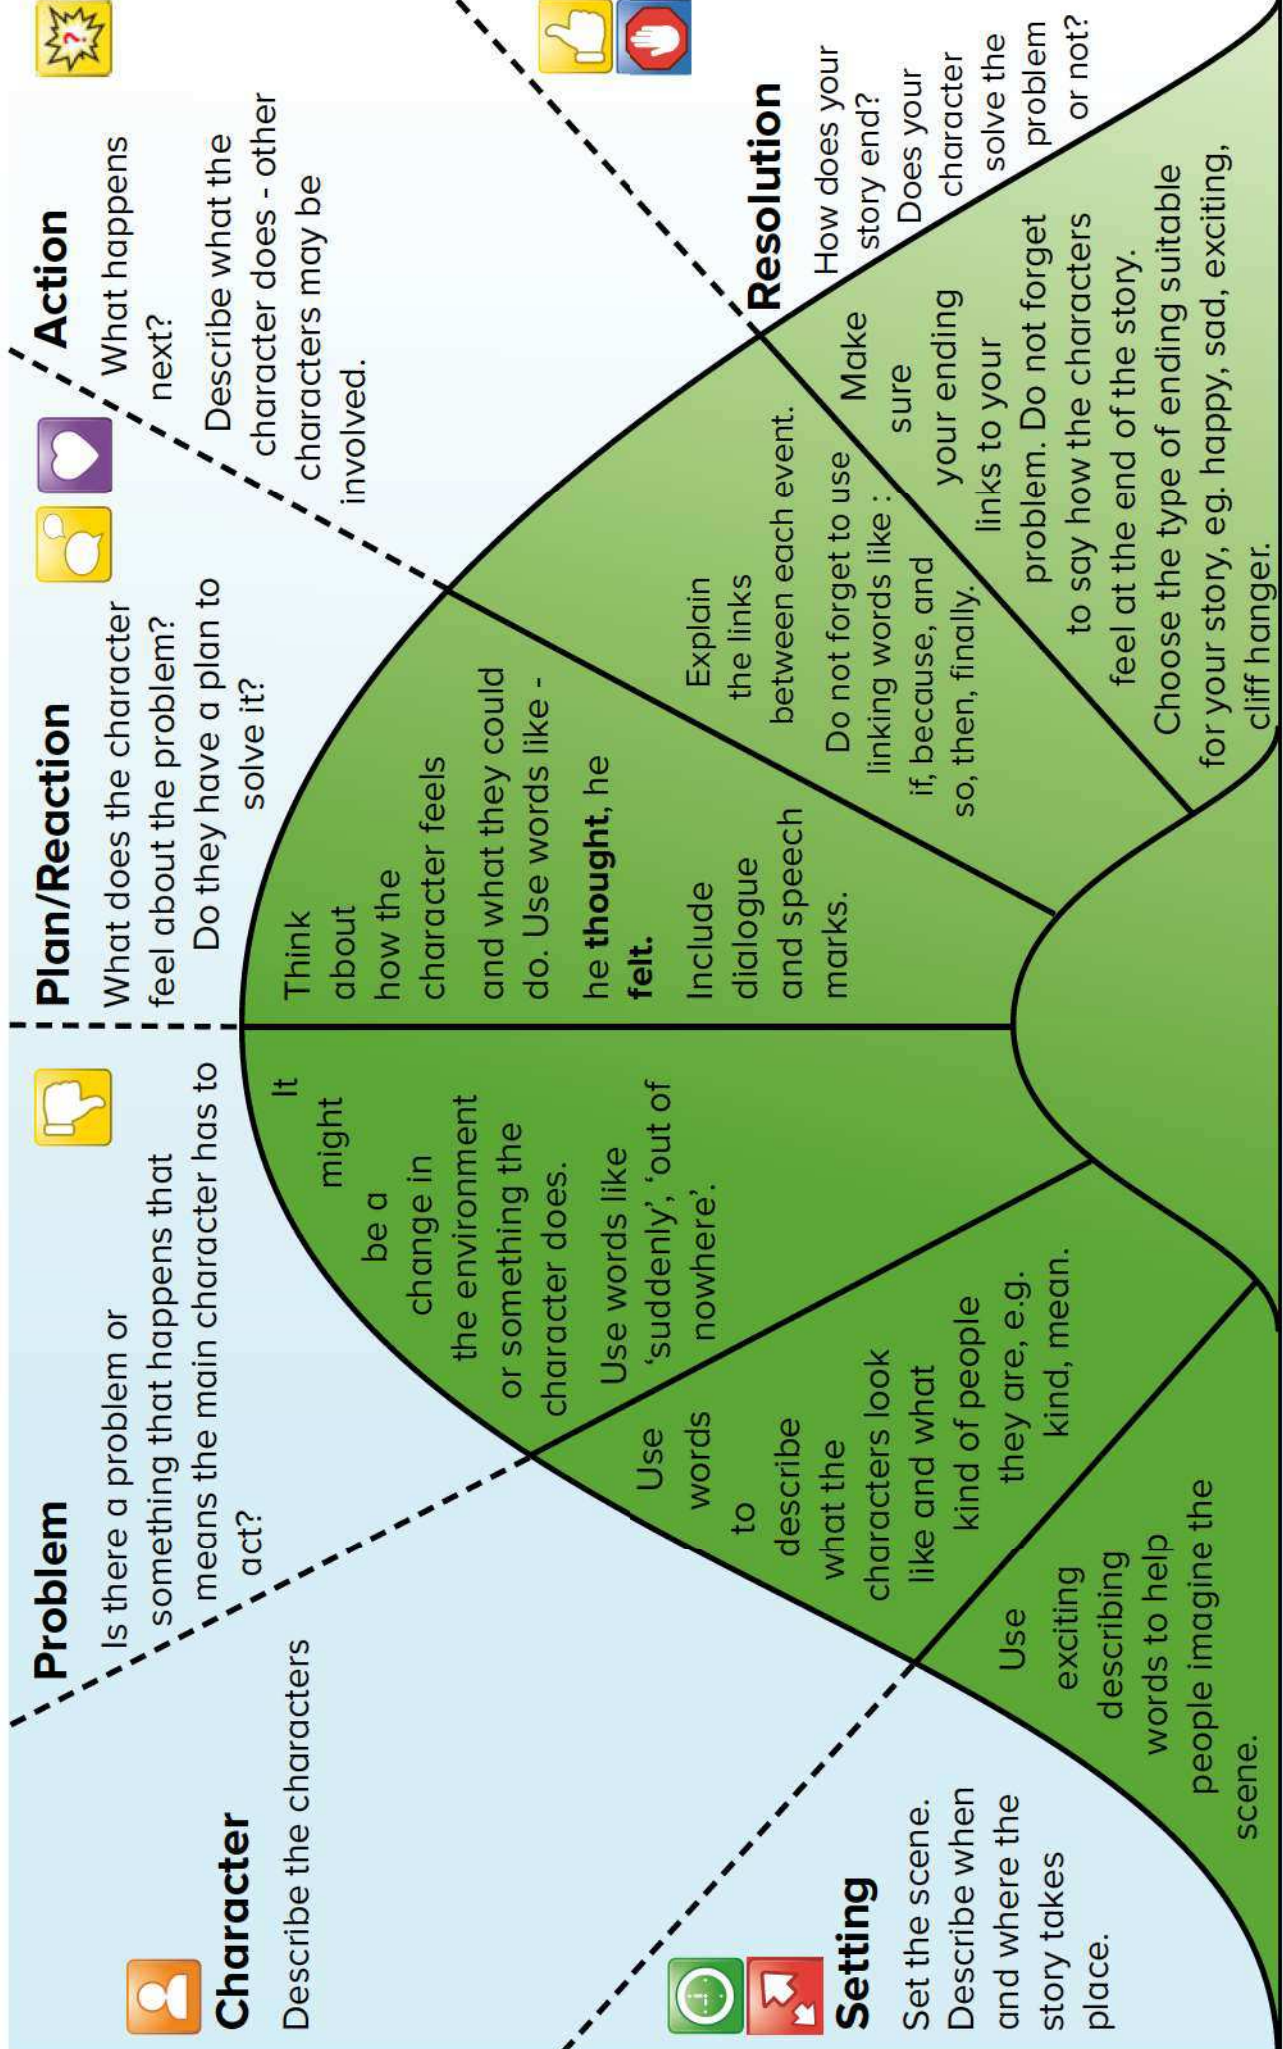 Setting
Set the scene.
Describe when
and where the
story takes
place.
Use
exciting
describing
words to help
people imagine the
scene.
Character
Describe the characters
Use
words
to
describe
what the
characters look
like and what
kind of people
they are, e.g.
kind, mean.
Problem
Is there a problem or
something that happens that
means the main character has to
act?
It
might
be a
change in
the environment
or something the
character does.
Use words like
‘suddenly’, ‘out of
nowhere’.
Plan/Reaction
What does the character
feel about the problem?
Do they have a plan to
solve it?
Think
about
how the
character feels
and what they could
do. Use words like -
he thought, he
felt.
Include
dialogue
and speech
marks.
Action
What happens
next?
Describe what the
character does - other
characters may be
involved.
Explain
the links
between each event.
Do not forget to use
linking words like :
if, because, and
so, then, finally.
Resolution
How does your
story end?
Does your
character
solve the
problem
or not?
Make
sure
your ending
links to your
problem. Do not forget
to say how the characters
feel at the end of the story.
Choose the type of ending suitable
for your story, eg. happy, sad, exciting,
cliff hanger.
?